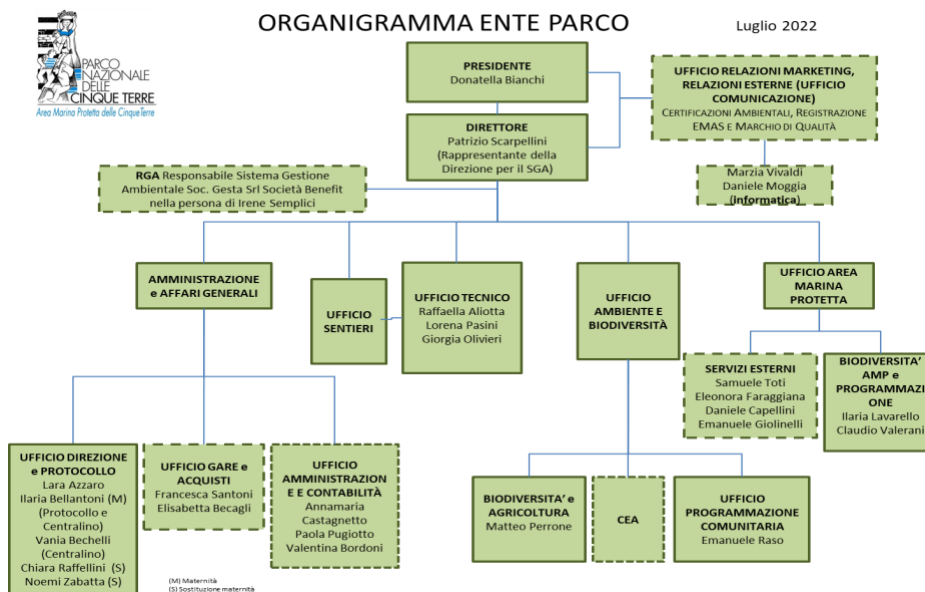 ORGANIGRAMMA ENTE PARCO
Luglio 2022
PARCO
NAZIONALE
DELLE
CINQUE TERRE
Area Marina Protetta delle Cinque Terre
PRESIDENTE
Donatella Bianchi
UFFICIO RELAZIONI MARKETING,
RELAZIONI ESTERNE (UFFICIO
COMUNICAZIONE)
CERTIFICAZIONI AMBIENTALI, REGISTRAZIONE
EMAS E MARCHIO DI QUALITÀ
DIRETTORE
Patrizio Scarpellini
(Rappresentante della
Direzione per il SGA)
RGA Responsabile Sistema Gestione
Ambientale Soc. Gesta Srl Società Benefit
nella persona di Irene Semplici
Marzia Vivaldi
Daniele Moggia
(informatica)
AMMINISTRAZIONE
e AFFARI GENERALI
UFFICIO
SENTIERI
UFFICIO TECNICO
Raffaella Aliotta
Lorena Pasini
Giorgia Olivieri
UFFICIO
AMBIENTE E
BIODIVERSITÀ
UFFICIO AREA
MARINA
PROTETTA
SERVIZI ESTERNI
Samuele Toti
Eleonora Faraggiana
Daniele Capellini
Emanuele Giolinelli
BIODIVERSITA’
AMP e
PROGRAMMAZI
ONE
Ilaria Lavarello
Claudio Valerani
UFFICIO DIREZIONE
e PROTOCOLLO
Lara Azzaro
Ilaria Bellantoni (M)
(Protocollo e
Centralino)
Vania Bechelli
(Centralino)
Chiara Raffellini (S)
Noemi Zabatta (S)
UFFICIO GARE e
ACQUISTI
Francesca Santoni
Elisabetta Becagli
UFFICIO
AMMINISTRAZION
E E CONTABILITÀ
Annamaria
Castagnetto
Paola Pugiotto
Valentina Bordoni
BIODIVERSITA’ e
AGRICOLTURA
Matteo Perrone
CEA
UFFICIO
PROGRAMMAZIONE
COMUNITARIA
Emanuele Raso
(M) Maternità
(S) Sostituzione maternità